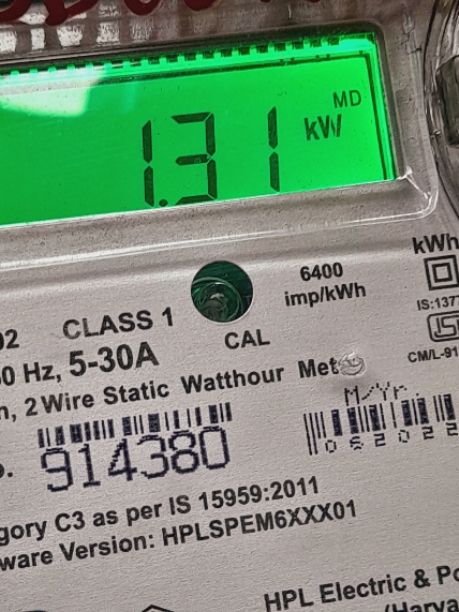 MD
1.31 kW
kWh
6400
imp/kWh
02 CLASS 1
CAL
IS:1377
0 Hz, 5-30A
CM/L-91
n, 2 Wire Static Watthour Met
M/Yr.
914380
062022
gory C3 as per IS 15959:2011
ware Version: HPLSPEM6XXX01
HPL Electric & Po
(Harya